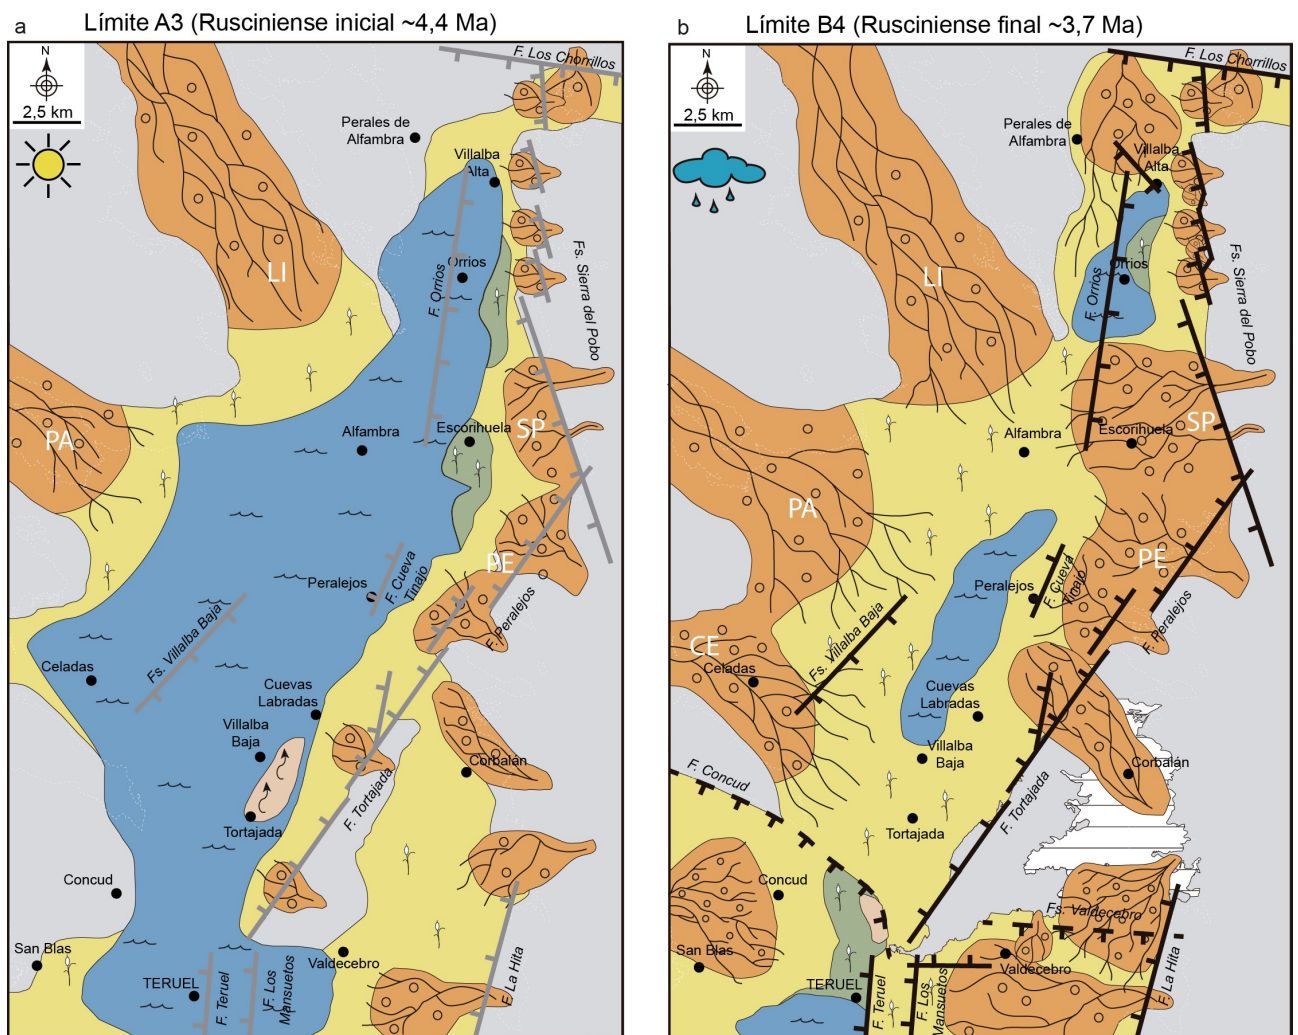 a
Límite A3 (Rusciniense inicial ~4,4 Ma)
N
2,5 km
F. Los Chorrillos
Perales de
Alfambra
Villalba
Alta
LI
Orrios
F. Orrios
Fs. Sierra del Pobo
PA
Alfambra
Escorihuela
SP
PE
Peralejos
F. Cueva
Tinajo
F. Peralejos
Fs. Villalba Baja
Celadas
Cuevas
Labradas
Villalba
Baja
Corbalán
F. Tortajada
Tortajada
Concud
San Blas
Valdecebro
TERUEL
F. Teruel
F. Los
Mansuetos
F. La Hita
b
Límite B4 (Rusciniense final ~3,7 Ma)
N
2,5 km
F. Los Chorrillos
Perales de
Alfambra
Villalba
Alta
LI
Orrios
F. Orrios
Fs. Sierra del Pobo
Alfambra
Escorihuela
SP
PA
PE
Peralejos
F. Cueva
Tinajo
F. Peralejos
Fs. Villalba Baja
CE
Celadas
Cuevas
Labradas
Villalba
Baja
Corbalán
F. Concud
F. Tortajada
Tortajada
Concud
Fs. Valdecebro
San Blas
Valdecebro
TERUEL
F. Teruel
F. Los
Mansuetos
F. La Hita